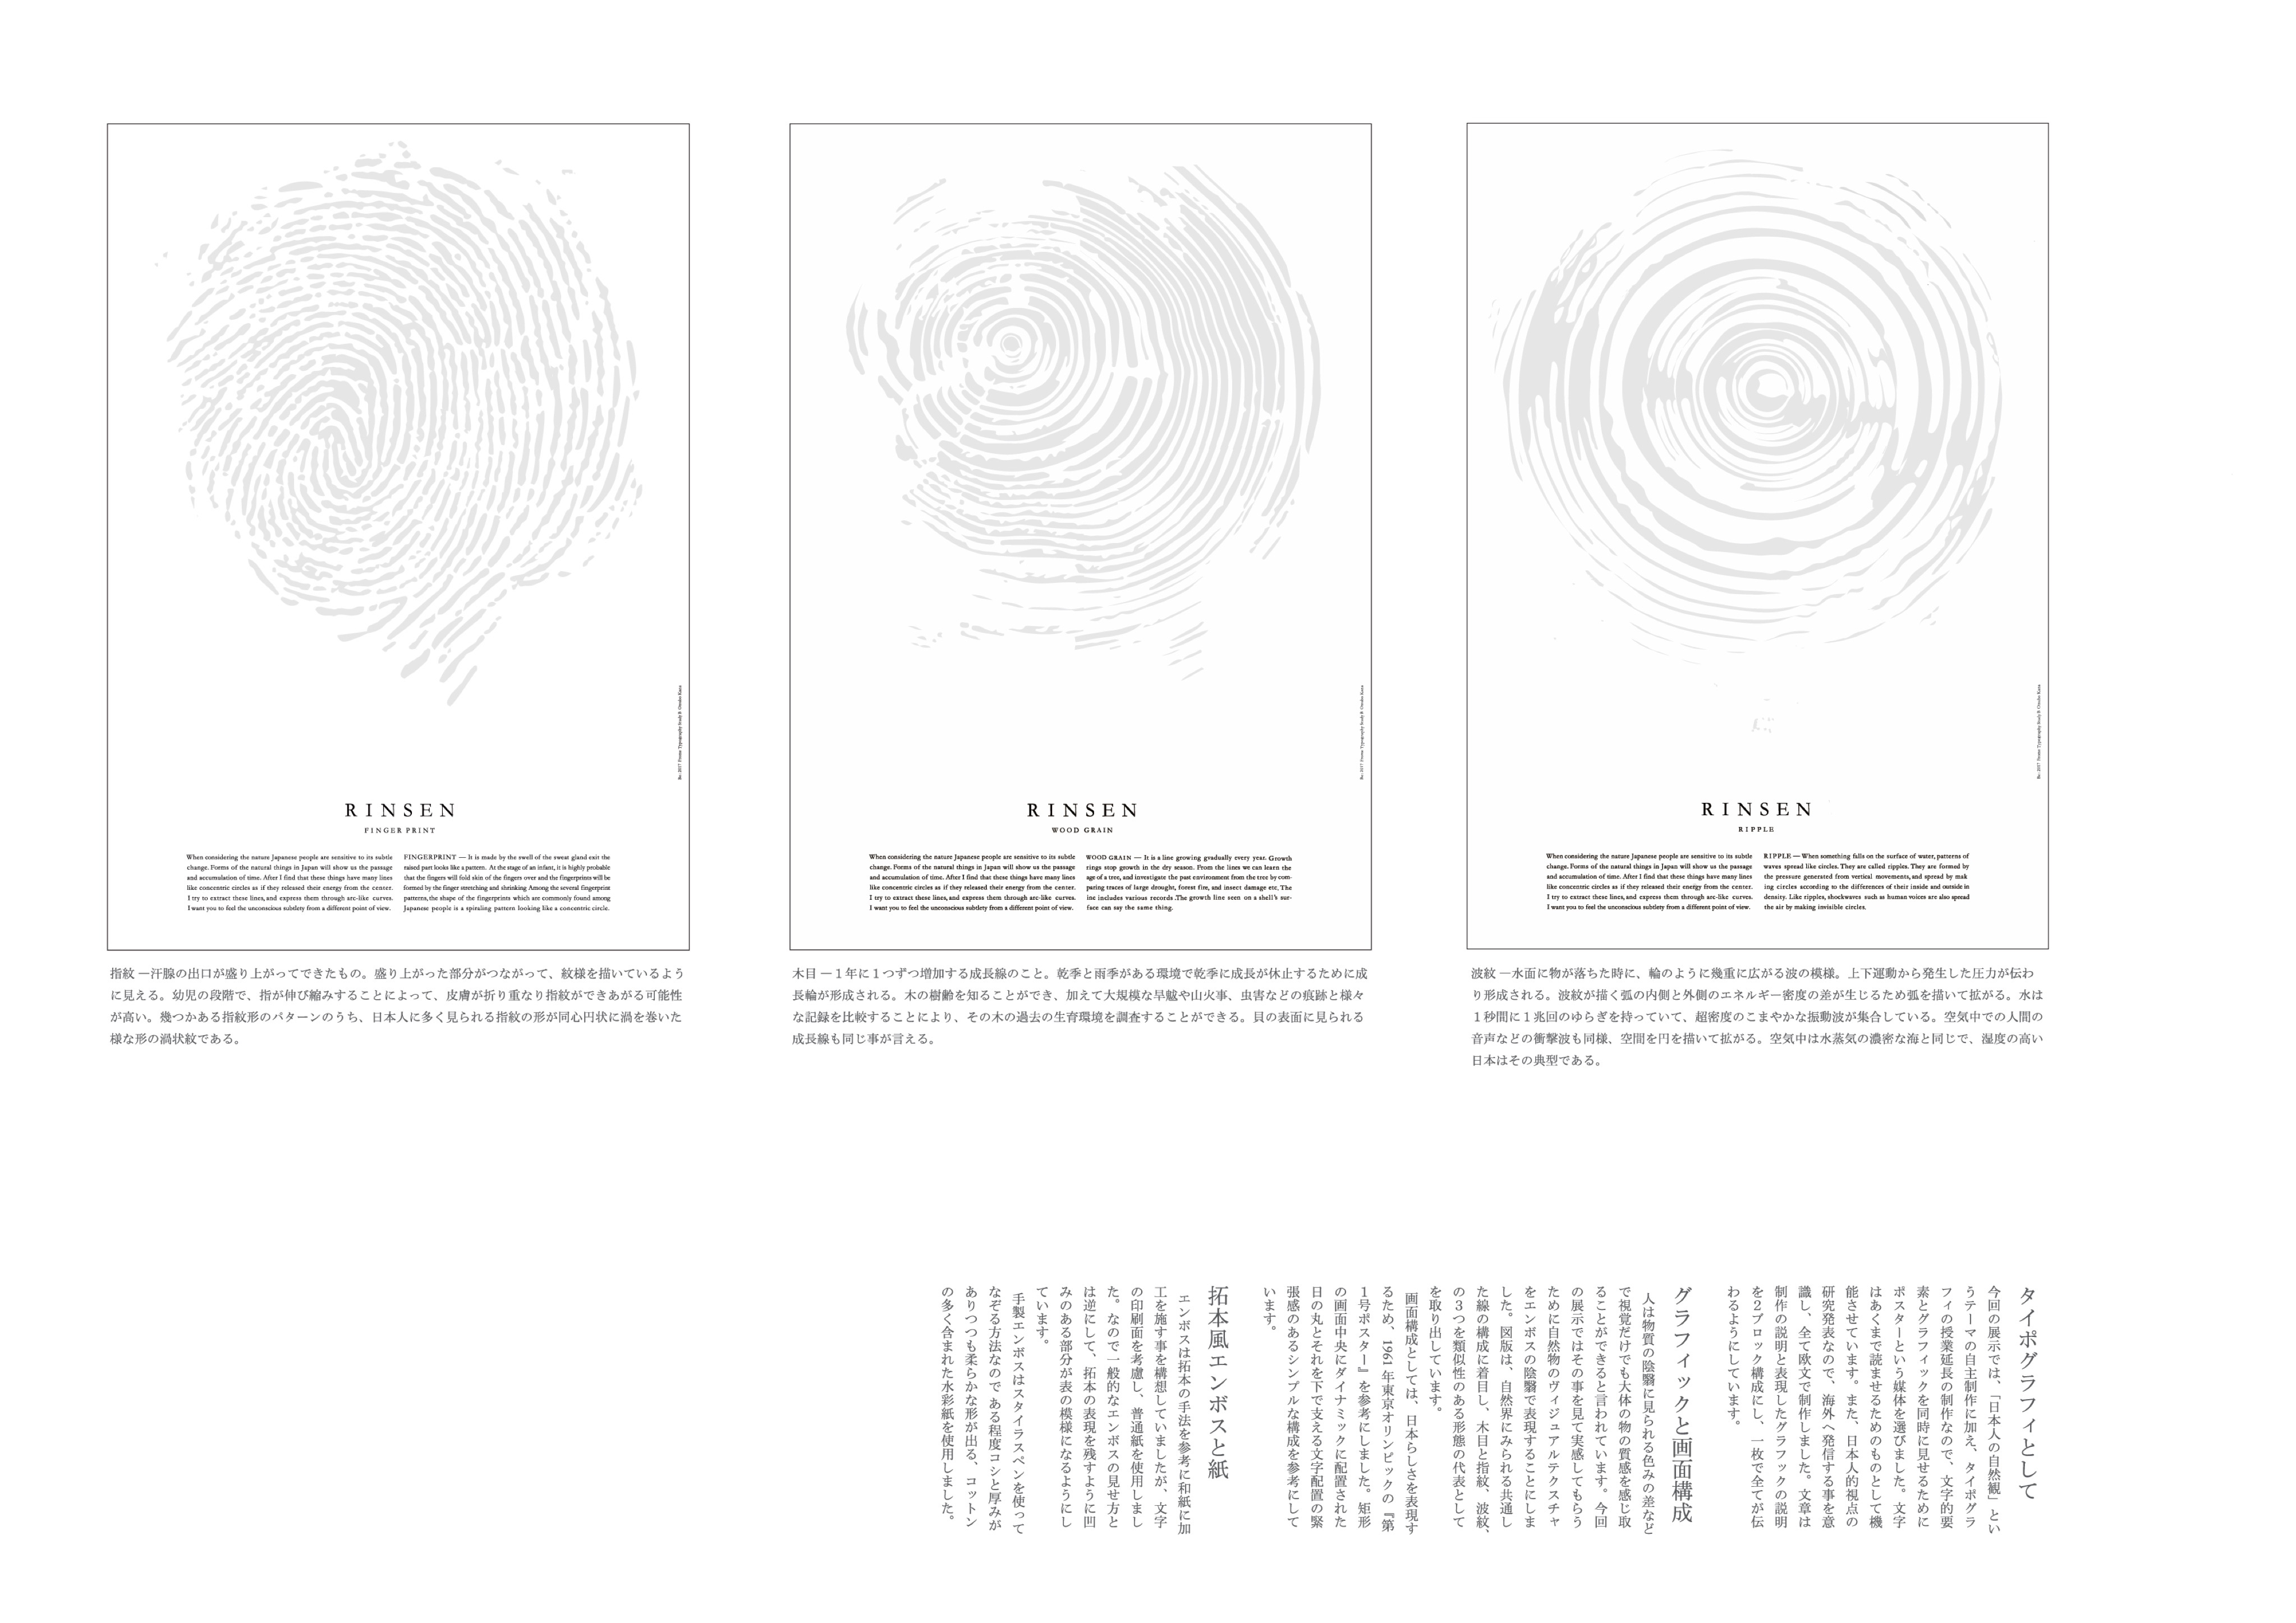 RINSEN
FINGER PRINT
When considering the nature Japanese people are sensitive to its subtle
change. Forms of the natural things in Japan will show us the passage
and accumulation of time. After I find that these things have many lines
like concentric circles as if they released their energy from the center.
I try to extract these lines, and express them through arc-like curves.
I want you to feel the unconscious subtlety from a different point of view.
FINGERPRINT — It is made by the swell of the sweat gland exit the
raised part looks like a pattern. At the stage of an infant, it is highly probable
that the fingers will fold skin of the fingers over and the fingerprints will be
formed by the finger stretching and shrinking Among the several fingerprint
patterns, the shape of the fingerprints which are commonly found among
Japanese people is a spiraling pattern looking like a concentric circle.
指紋 ―汗腺の出口が盛り上がってできたもの。盛り上がった部分がつながって、紋様を描いているよう
に見える。幼児の段階で、指が伸び縮みすることによって、皮膚が折り重なり指紋ができあがる可能性
が高い。幾つかある指紋形のパターンのうち、日本人に多く見られる指紋の形が同心円状に渦を巻いた
様な形の渦状紋である。
RINSEN
WOOD GRAIN
When considering the nature Japanese people are sensitive to its subtle
change. Forms of the natural things in Japan will show us the passage
and accumulation of time. After I find that these things have many lines
like concentric circles as if they released their energy from the center.
I try to extract these lines, and express them through arc-like curves.
I want you to feel the unconscious subtlety from a different point of view.
WOOD GRAIN — It is a line growing gradually every year. Growth
rings stop growth in the dry season. From the lines we can learn the
age of a tree, and investigate the past environment from the tree by com-
paring traces of large drought, forest fire, and insect damage etc. The
ine includes various records .The growth line seen on a shell's sur-
face can say the same thing.
木目 ― 1 年に 1 つずつ増加する成長線のこと。乾季と雨季がある環境で乾季に成長が休止するために成
長輪が形成される。木の樹齢を知ることができ、加えて大規模な旱魃や山火事、虫害などの痕跡と様々
な記録を比較することにより、その木の過去の生育環境を調査することができる。貝の表面に見られる
成長線も同じ事が言える。
RINSEN
RIPPLE
When considering the nature Japanese people are sensitive to its subtle
change. Forms of the natural things in Japan will show us the passage
and accumulation of time. After I find that these things have many lines
like concentric circles as if they released their energy from the center.
I try to extract these lines, and express them through arc-like curves.
I want you to feel the unconscious subtlety from a different point of view.
RIPPLE — When something falls on the surface of water, patterns of
waves spread like circles. They are called ripples. They are formed by
the pressure generated from vertical movements, and spread by mak
ing circles according to the differences of their inside and outside in
density. Like ripples, shockwaves such as human voices are also spread
the air by making invisible circles.
波紋 ―水面に物が落ちた時に、輪のように幾重に広がる波の模様。上下運動から発生した圧力が伝わ
り形成される。波紋が描く弧の内側と外側のエネルギー密度の差が生じるため弧を描いて拡がる。水は
1 秒間に 1 兆回のゆらぎを持っていて、超密度のこまやかな振動波が集合している。空気中での人間の
音声などの衝撃波も同様、空間を円を描いて拡がる。空気中は水蒸気の濃密な海と同じで、湿度の高い
日本はその典型である。
タイポグラフィとして
今回の展示では、「日本人の自然観」とい
うテーマの自主制作に加え、タイポグラ
フィの授業延長の制作なので、文字的要
素とグラフィックを同時に見せるために
ポスターという媒体を選びました。文字
はあくまで読ませるためのものとして機
能させています。また、日本人的視点の
研究発表なので、海外へ発信する事を意
識し、全て欧文で制作しました。文章は
制作の説明と表現したグラフックの説明
を2ブロック構成にし、一枚で全てが伝
わるようにしています。
グラフィックと画面構成
人は物質の陰翳に見られる色みの差など
で視覚だけでも大体の物の質感を感じ取
ることができると言われています。今回
の展示ではその事を見て実感してもらう
ために自然物のヴィジュアルテクスチャ
をエンボスの陰翳で表現することにしま
した。図版は、自然界にみられる共通し
た線の構成に着目し、木目と指紋、波紋、
の3つを類似性のある形態の代表として
を取り出しています。
画面構成としては、日本らしさを表現す
るため、1961 年東京オリンピックの『第
1号ポスター』を参考にしました。矩形
の画面中央にダイナミックに配置された
日の丸とそれを下で支える文字配置の緊
張感のあるシンプルな構成を参考にして
います。
拓本風エンボスと紙
エンボスは拓本の手法を参考に和紙に加
工を施す事を構想していましたが、文字
の印刷面を考慮し、普通紙を使用しまし
た。なので一般的なエンボスの見せ方と
は逆にして、拓本の表現を残すように凹
みのある部分が表の模様になるようにし
ています。
手製エンボスはスタイラスペンを使って
なぞる方法なので ある程度コシと厚みが
ありつつも柔らかな形が出る、コットン
の多く含まれた水彩紙を使用しました。